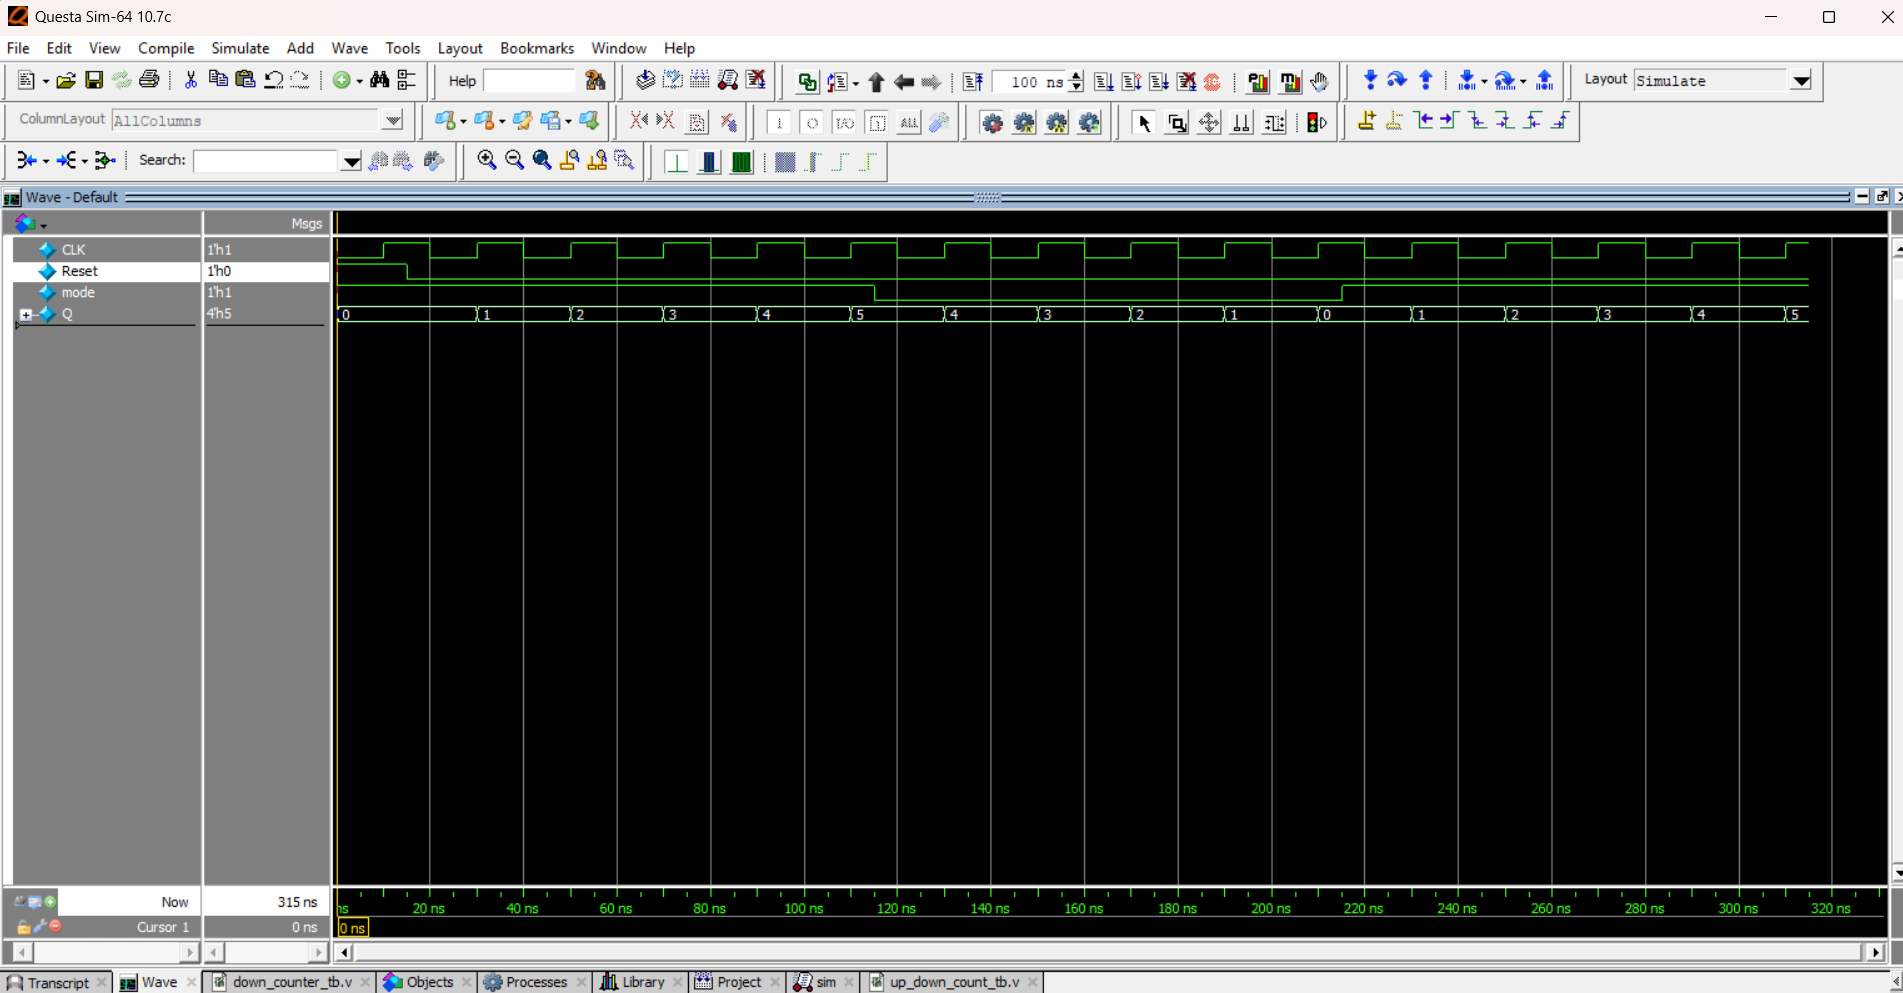 Questa Sim-64 10.7c
File Edit View Compile Simulate Add Wave Tools Layout Bookmarks Window Help
Help 100 ns Layout Simulate
ColumnLayout AllColumns I/O ALL
Search:
Wave - Default
Msgs
CLK 1'h1
Reset 1'h0
mode 1'h1
Q 4'h5 0 1 2 3 4 5 4 3 2 1 0 1 2 3 4 5
Now 315 ns ns 20 ns 40 ns 60 ns 80 ns 100 ns 120 ns 140 ns 160 ns 180 ns 200 ns 220 ns 240 ns 260 ns 280 ns 300 ns 320 ns
Cursor 1 0 ns 0 ns
Transcript Wave down_counter_tb.v Objects Processes Library Project sim up_down_count_tb.v